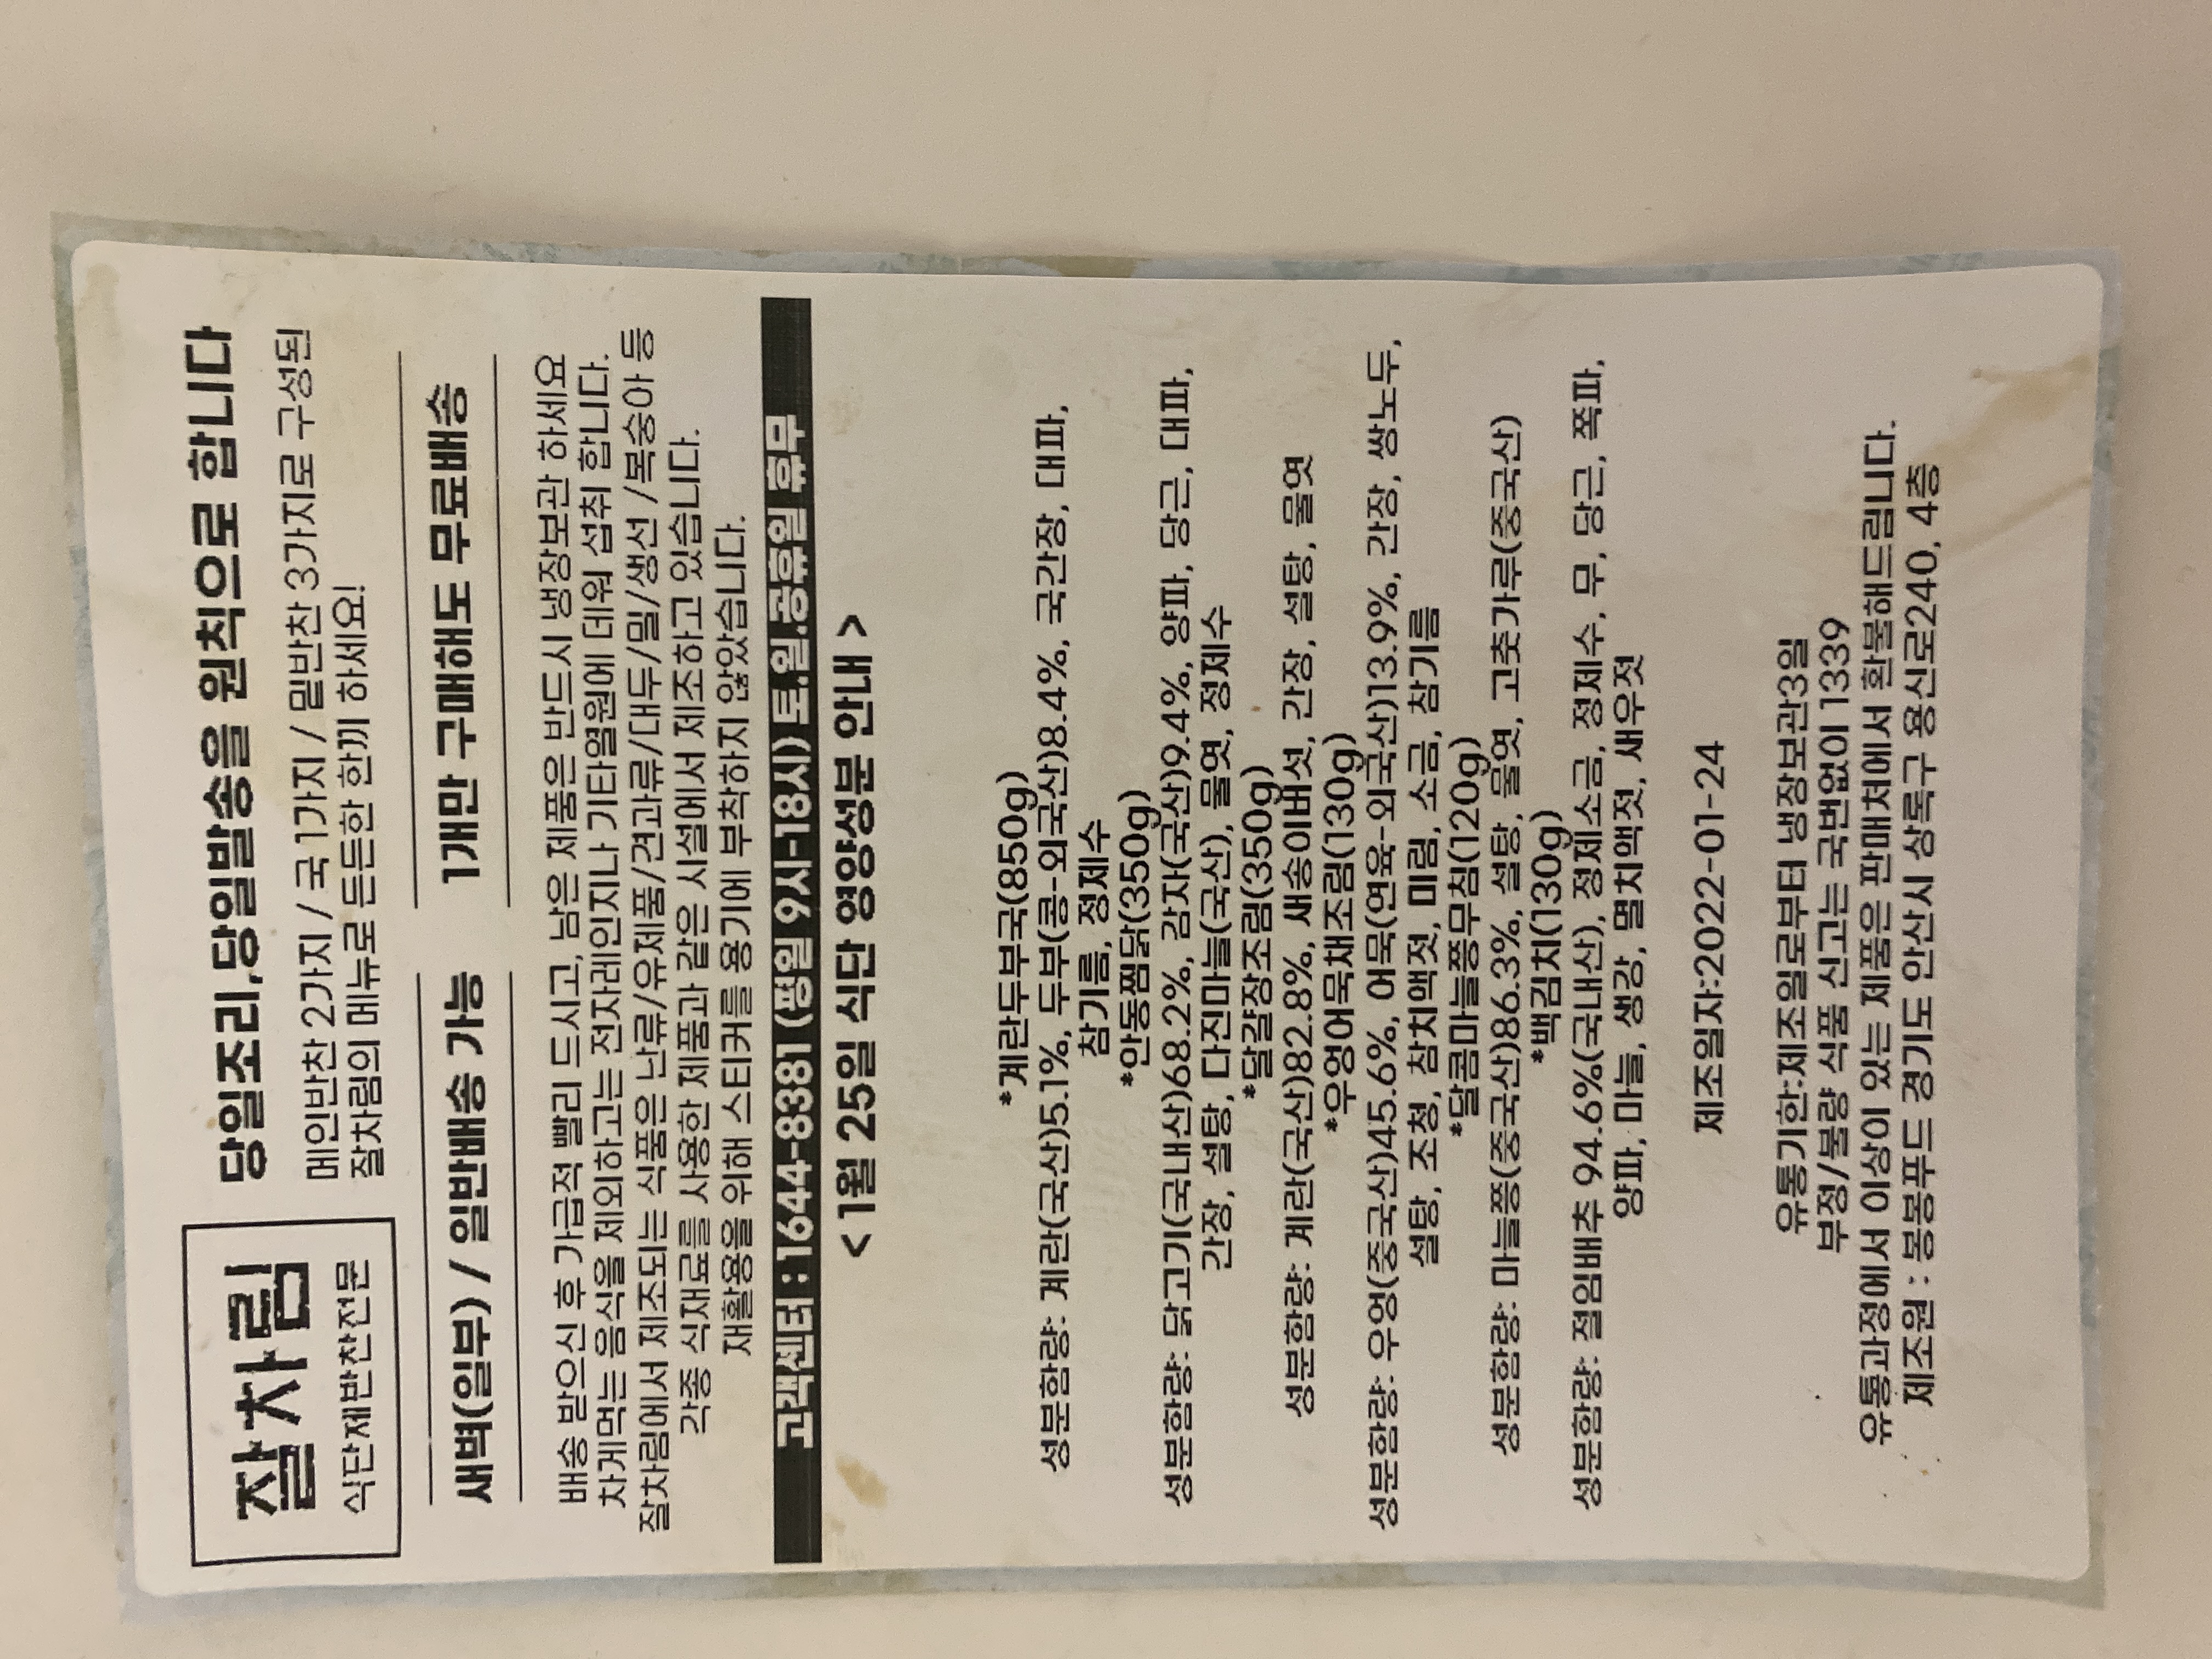 잘차림
식단제반찬전문
당일조리,당일발송을 원칙으로 합니다
메인반찬 2가지 / 국 1가지 / 밑반찬 3가지로 구성된
잘차림의 메뉴로 든든한 한끼 하세요!
새벽(일부) / 일반배송 가능
1개만 구매해도 무료배송
배송 받으신 후 가급적 빨리 드시고, 남은 제품은 반드시 냉장보관 하세요
차게먹는 음식을 제외하고는 전자레인지나 기타열원에 데워 섭취 합니다.
잘차림에서 제조되는 식품은 난류/유제품/견과류/대두/밀/생선 /복숭아 등
각종 식재료를 사용한 제품과 같은 시설에서 제조하고 있습니다.
재활용을 위해 스티커를 용기에 부착하지 않았습니다.
고객센터 : 1644-8381 (평일 9시-18시) 토.일.공휴일 휴무
< 1월 25일 식단 영양성분 안내 >
*계란두부국(850g)
성분함량: 계란(국산)5.1%, 두부(콩-외국산)8.4%, 국간장, 대파,
참기름, 정제수
*안동찜닭(350g)
성분함량: 닭고기(국내산)68.2%, 감자(국산)9.4%, 양파, 당근, 대파,
간장, 설탕, 다진마늘(국산), 물엿, 정제수
*달걀장조림(350g)
성분함량: 계란(국산)82.8%, 새송이버섯, 간장, 설탕, 물엿
*우엉어묵채조림(130g)
성분함량: 우엉(중국산)45.6%, 어묵(연육-외국산)13.9%, 간장, 쌍노두,
설탕, 조청, 참치액젓, 미림, 소금, 참기름
*달콤마늘쫑무침(120g)
성분함량: 마늘쫑(중국산)86.3%, 설탕, 물엿, 고춧가루(중국산)
*백김치(130g)
성분함량: 절임배추 94.6%(국내산), 정제소금, 정제수, 무, 당근, 쪽파,
양파, 마늘, 생강, 멸치액젓, 새우젓
제조일자:2022-01-24
유통기한:제조일로부터 냉장보관3일
부정/불량 식품 신고는 국번없이 1339
유통과정에서 이상이 있는 제품은 판매처에서 환불해드립니다.
제조원 : 봉봉푸드 경기도 안산시 상록구 용신로240, 4층